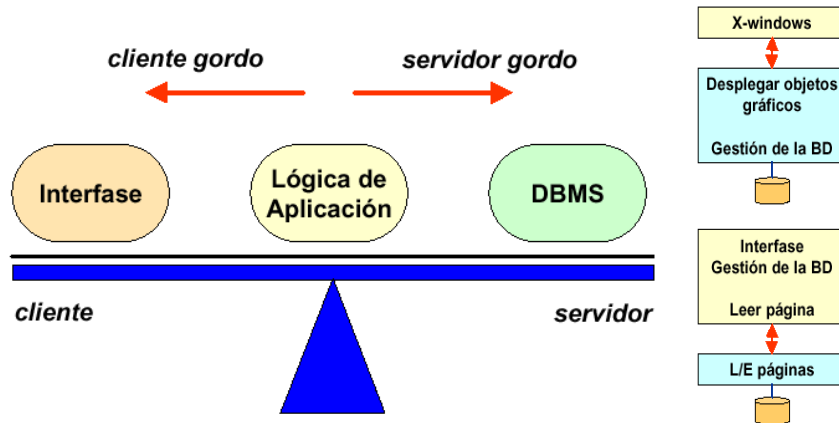 cliente gordo
servidor gordo
Interfase
Lógica de
Aplicación
DBMS
cliente
servidor
X-windows
Desplegar objetos
gráficos
Gestión de la BD
Interfase
Gestión de la BD
Leer página
L/E páginas